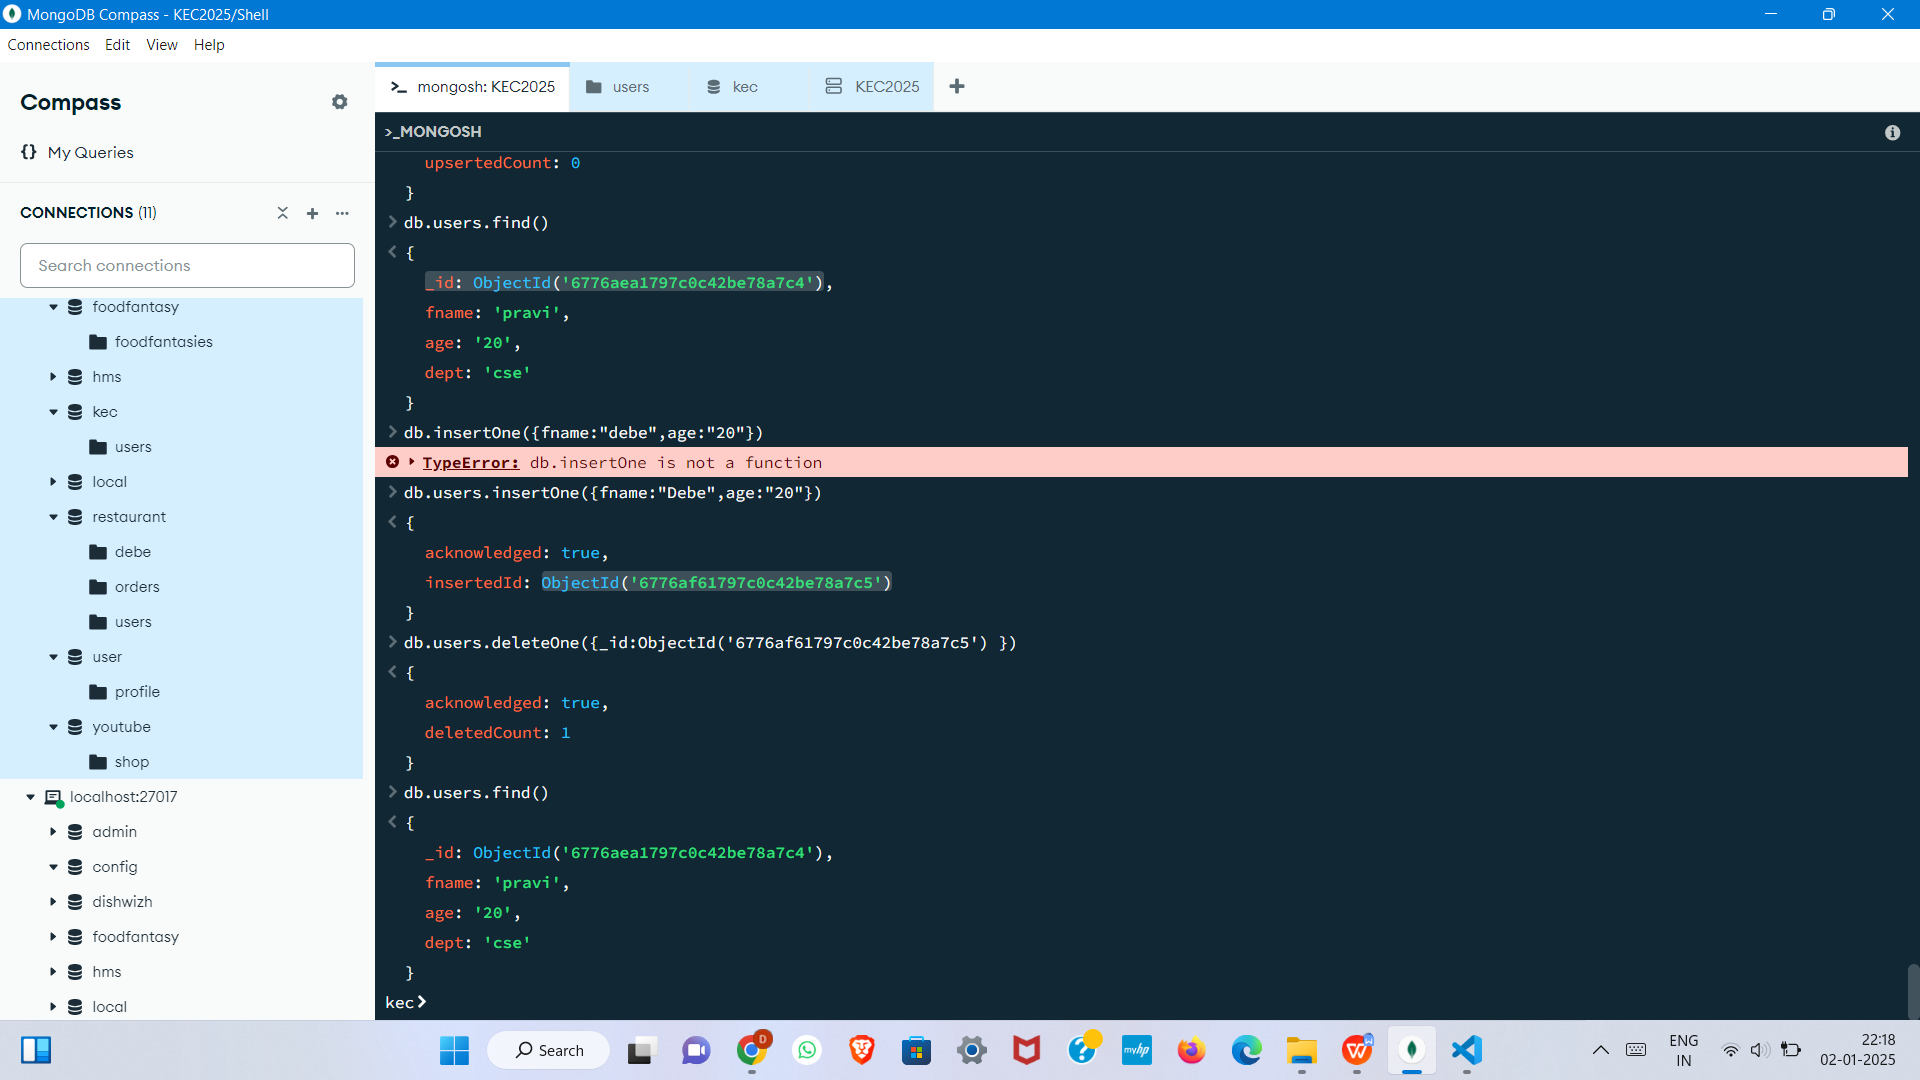 MongoDB Compass - KEC2025/Shell
Connections Edit View Help
Compass
{} My Queries
CONNECTIONS (11)
Search connections
foodfantasy
foodfantasies
hms
kec
users
local
restaurant
debe
orders
users
user
profile
youtube
shop
localhost:27017
admin
config
dishwizh
foodfantasy
hms
local
mongosh: KEC2025 users kec KEC2025
>_MONGOSH
upsertedCount: 0
}
> db.users.find()
< {
_id: ObjectId('6776aea1797c0c42be78a7c4'),
fname: 'pravi',
age: '20',
dept: 'cse'
}
> db.insertOne({fname:"debe",age:"20"})
TypeError: db.insertOne is not a function
> db.users.insertOne({fname:"Debe",age:"20"})
< {
acknowledged: true,
insertedId: ObjectId('6776af61797c0c42be78a7c5')
}
> db.users.deleteOne({_id:ObjectId('6776af61797c0c42be78a7c5') })
< {
acknowledged: true,
deletedCount: 1
}
> db.users.find()
< {
_id: ObjectId('6776aea1797c0c42be78a7c4'),
fname: 'pravi',
age: '20',
dept: 'cse'
}
kec>
Search
D
myhp
ENG
IN
22:18
02-01-2025